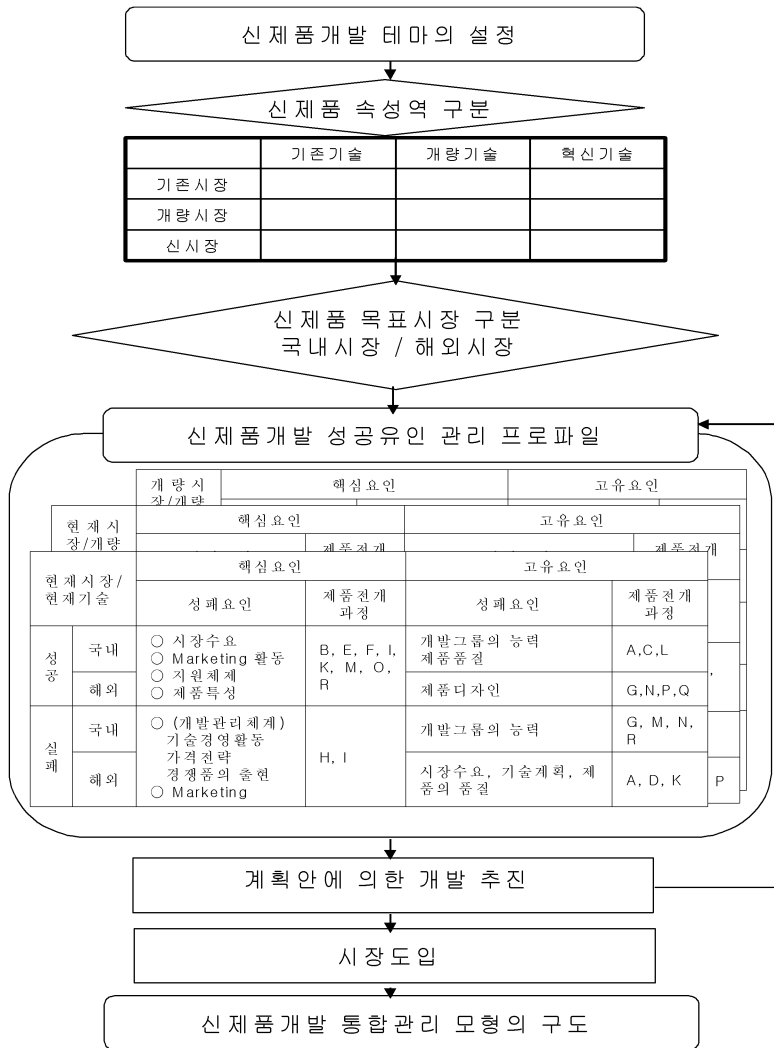 신제품개발 테마의 설정
신제품 속성역 구분
기존기술 개량기술 혁신기술
기존시장
개량시장
신시장
신제품 목표시장 구분
국내시장 / 해외시장
신제품개발 성공유인 관리 프로파일
개량시 핵심요인 고유요인
장/개량
현재시 핵심요인 고유요인
장/개량 제품전개 제품전개
현재시장/ 핵심요인 고유요인
현재기술 성패요인 제품전개 성패요인 제품전개
과정 과정
성공 국내 ○ 시장수요 B, E, F, I, 개발그룹의 능력 A,C,L
○ Marketing 활동 K, M, O, 제품품질
○ 지원체제 R
해외 ○ 제품특성 제품디자인 G,N,P,Q
실패 국내 ○ (개발관리체계) H, I 개발그룹의 능력 G, M, N,
기술경영활동 R
가격전략
해외 경쟁품의 출현 시장수요, 기술계획, 제 A, D, K P
○ Marketing 품의 품질
계획안에 의한 개발 추진
시장도입
신제품개발 통합관리 모형의 구도